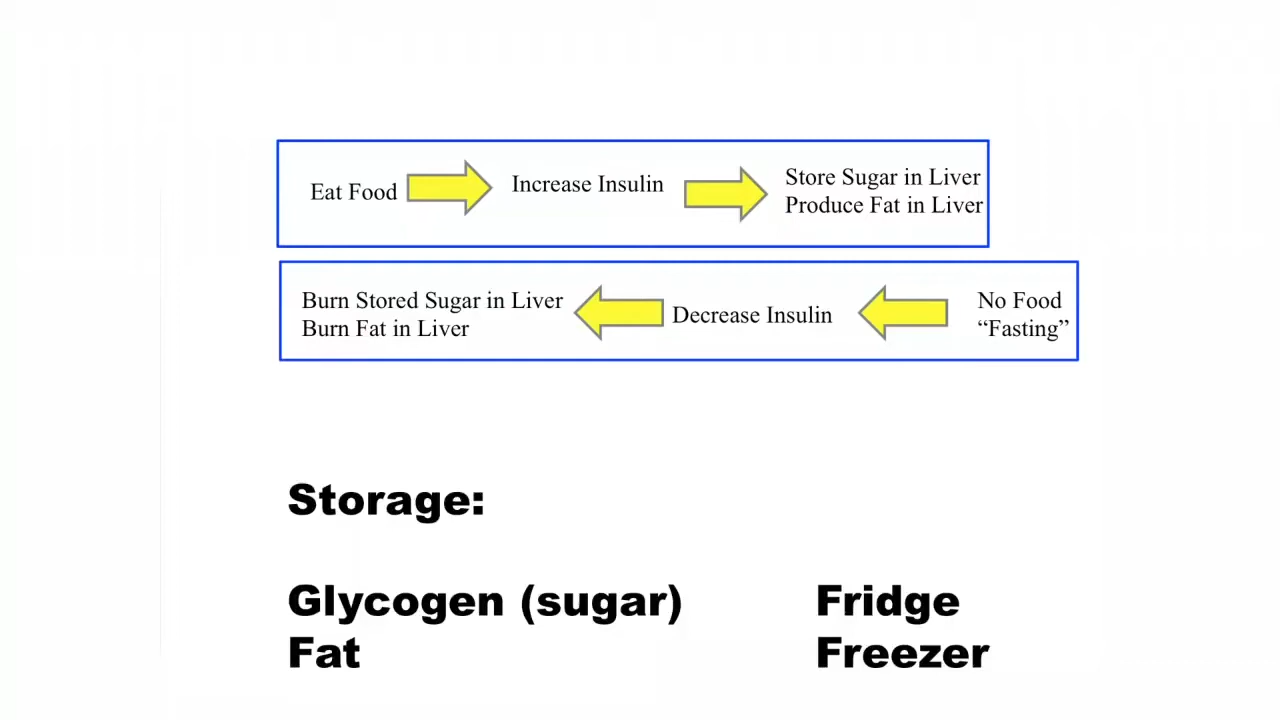 Eat Food
Increase Insulin
Store Sugar in Liver
Produce Fat in Liver
Burn Stored Sugar in Liver
Burn Fat in Liver
Decrease Insulin
No Food
“Fasting”
Storage:
Glycogen (sugar) Fridge
Fat Freezer